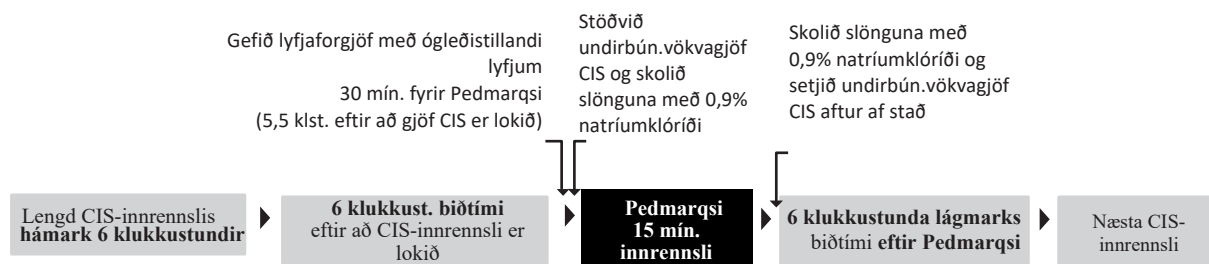 Gefið lyfjaforgjöf með ógleðistillandi
lyfjum
30 mín. fyrir Pedmarqsi
(5,5 klst. eftir að gjöf CIS er lokið)
Stöðvið
undirbún.vökvagjöf
CIS og skolið
slönguna með 0,9%
natríumklóríði
Skolið slönguna með
0,9% natríumklóríði og
setjið undirbún.vökvagjöf
CIS aftur af stað
Lengd CIS-innrennslis
hámark 6 klukkustundir
6 klukkust. biðtími
eftir að CIS-innrennsli er
lokið
Pedmarqsi
15 mín.
innrennsli
6 klukkustunda lágmarks
biðtími eftir Pedmarqsi
Næsta CIS-
innrennsli